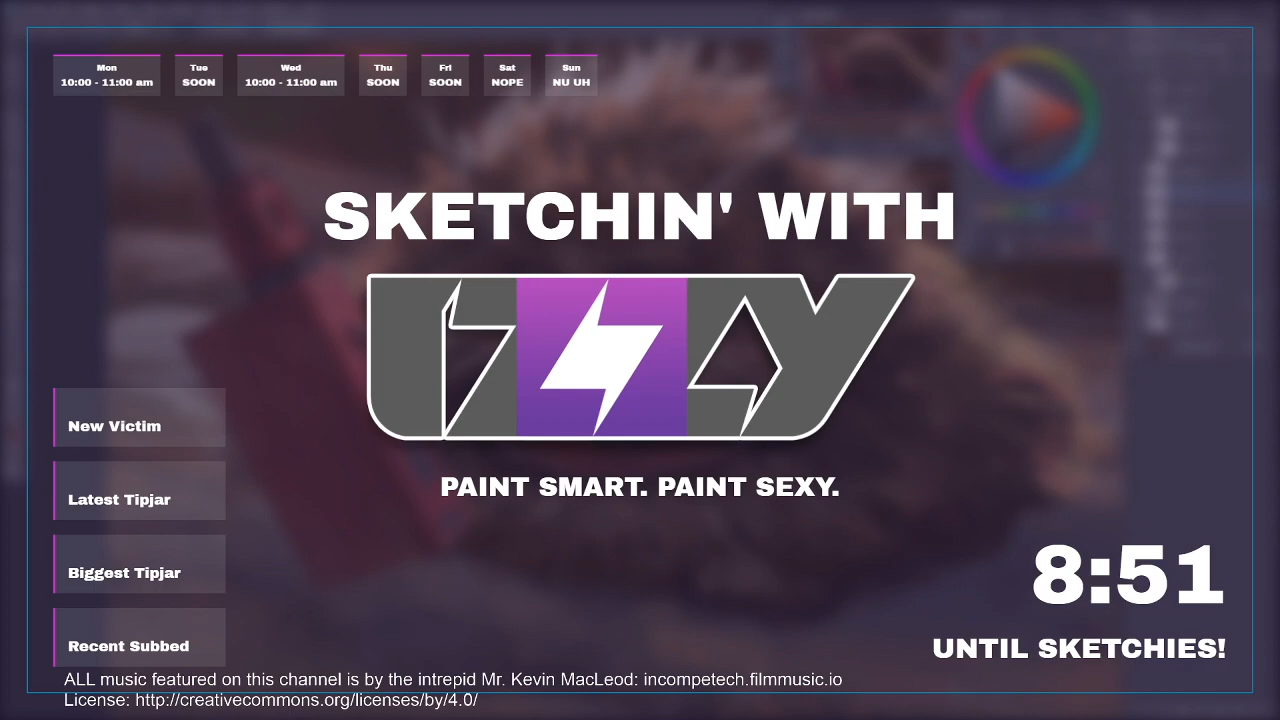 Mon
10:00 - 11:00 am
Tue
SOON
Wed
10:00 - 11:00 am
Thu
SOON
Fri
SOON
Sat
NOPE
Sun
NU UH
SKETCHIN' WITH
IZZY
PAINT SMART. PAINT SEXY.
New Victim
Latest Tipjar
Biggest Tipjar
Recent Subbed
8:51
UNTIL SKETCHIES!
ALL music featured on this channel is by the intrepid Mr. Kevin MacLeod: incompetech.filmmusic.io
License: http://creativecommons.org/licenses/by/4.0/